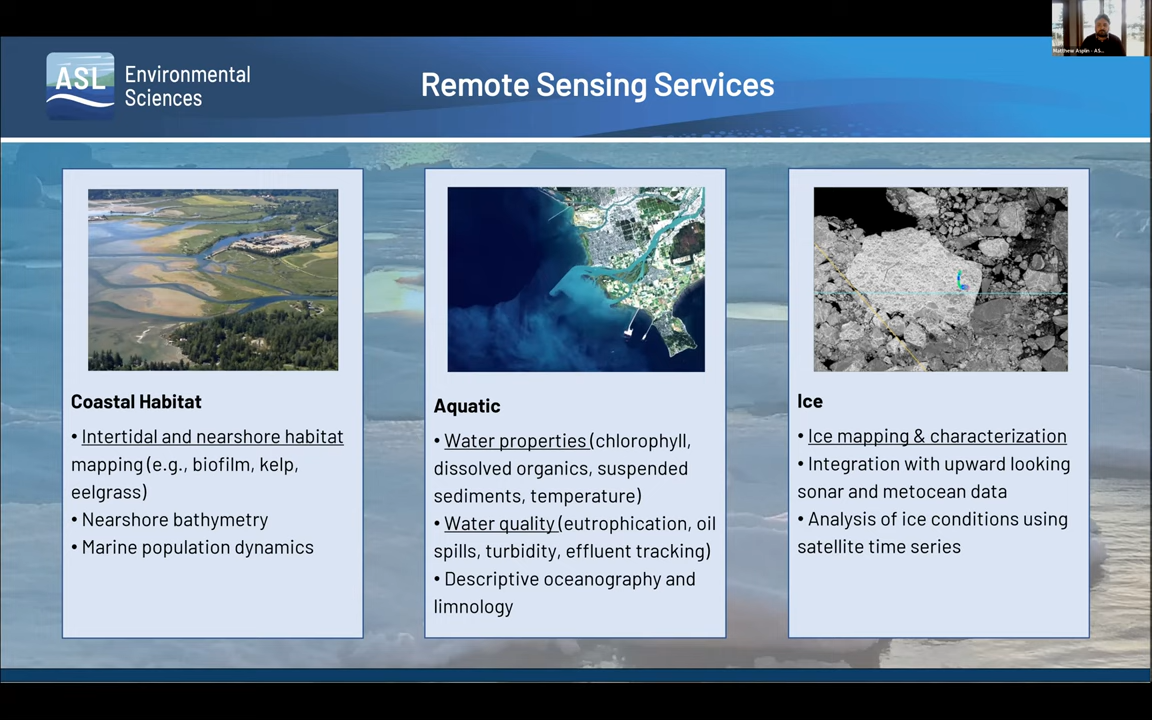 Matthew Asplin - AS...
ASL
Environmental
Sciences
Remote Sensing Services
Coastal Habitat
• Intertidal and nearshore habitat
mapping (e.g., biofilm, kelp,
eelgrass)
• Nearshore bathymetry
• Marine population dynamics
Aquatic
• Water properties (chlorophyll,
dissolved organics, suspended
sediments, temperature)
• Water quality (eutrophication, oil
spills, turbidity, effluent tracking)
• Descriptive oceanography and
limnology
Ice
• Ice mapping & characterization
• Integration with upward looking
sonar and metocean data
• Analysis of ice conditions using
satellite time series